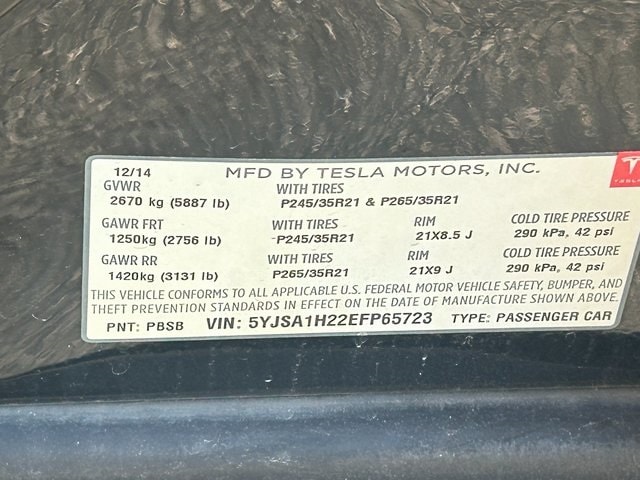 12/14 MFD BY TESLA MOTORS, INC.
TESLA
GVWR WITH TIRES
2670 kg (5887 lb) P245/35R21 & P265/35R21
GAWR FRT WITH TIRES RIM COLD TIRE PRESSURE
1250kg (2756 lb) P245/35R21 21X8.5 J 290 kPa, 42 psi
GAWR RR WITH TIRES RIM COLD TIRE PRESSURE
1420kg (3131 lb) P265/35R21 21X9 J 290 kPa, 42 psi
THIS VEHICLE CONFORMS TO ALL APPLICABLE U.S. FEDERAL MOTOR VEHICLE SAFETY, BUMPER, AND
THEFT PREVENTION STANDARDS IN EFFECT ON THE DATE OF MANUFACTURE SHOWN ABOVE.
PNT: PBSB VIN: 5YJSA1H22EFP65723 TYPE: PASSENGER CAR